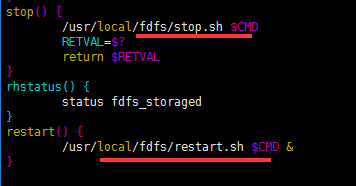 stop() {
        /usr/local/fdfs/stop.sh $CMD
        RETVAL=$?
        return $RETVAL
}
rhstatus() {
        status fdfs_storaged
}
restart() {
        /usr/local/fdfs/restart.sh $CMD &
}